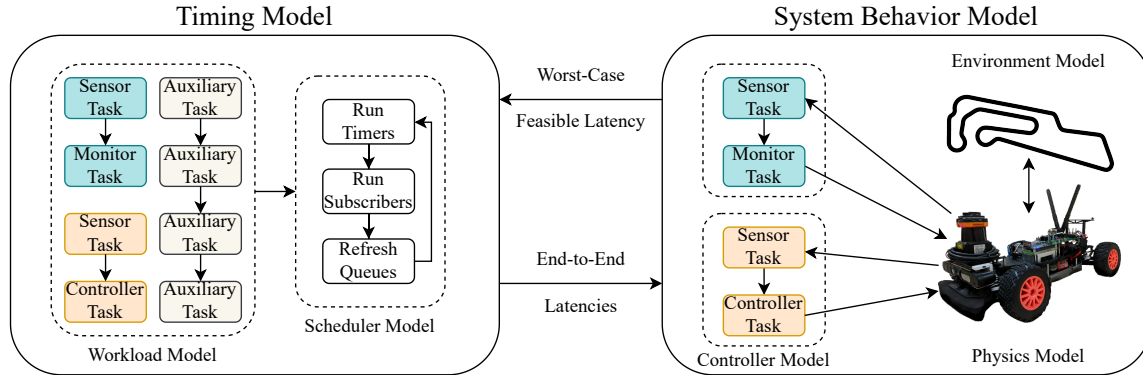 Timing Model
Sensor
Task
Monitor
Task
Sensor
Task
Controller
Task
Auxiliary
Task
Auxiliary
Task
Auxiliary
Task
Auxiliary
Task
Workload Model
Run
Timers
Run
Subscribers
Refresh
Queues
Scheduler Model
Worst-Case
Feasible Latency
End-to-End
Latencies
System Behavior Model
Sensor
Task
Monitor
Task
Sensor
Task
Controller
Task
Controller Model
Environment Model
Physics Model